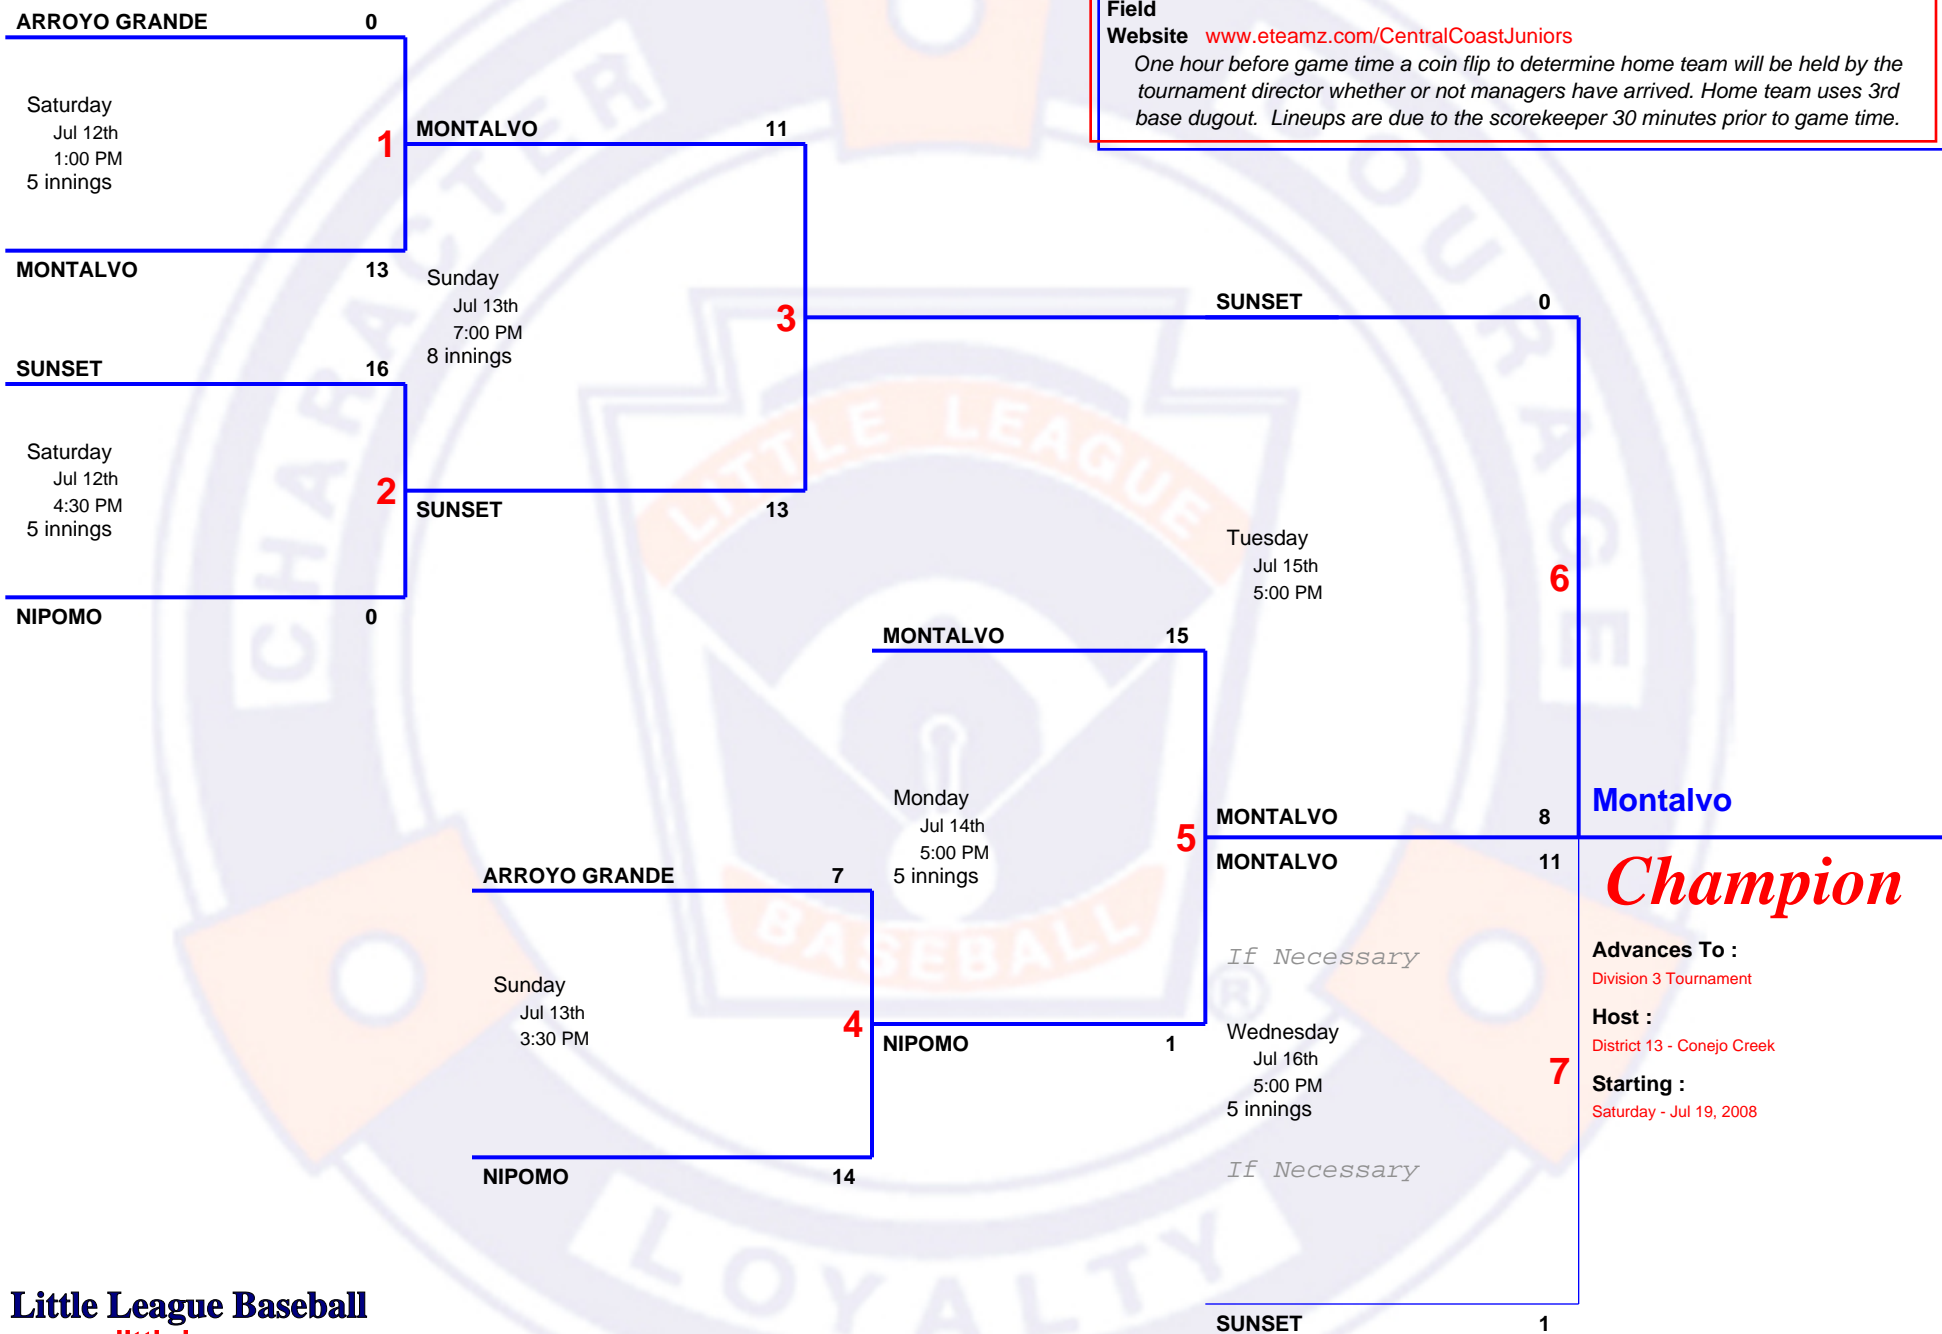 ARROYO GRANDE 0
Saturday
Jul 12th
1:00 PM
5 innings
1
MONTALVO 13
SUNSET 16
Saturday
Jul 12th
4:30 PM
5 innings
2
NIPOMO 0
MONTALVO 11
Sunday
Jul 13th
7:00 PM
8 innings
3
SUNSET 13
Field
Website www.eteamz.com/CentralCoastJuniors
One hour before game time a coin flip to determine home team will be held by the
tournament director whether or not managers have arrived. Home team uses 3rd
base dugout. Lineups are due to the scorekeeper 30 minutes prior to game time.
SUNSET 0
Tuesday
Jul 15th
5:00 PM
6
MONTALVO 15
Monday
Jul 14th
5:00 PM
5 innings
5
NIPOMO 1
ARROYO GRANDE 7
Sunday
Jul 13th
3:30 PM
4
NIPOMO 14
MONTALVO 8
MONTALVO 11
If Necessary
Wednesday
Jul 16th
5:00 PM
5 innings
7
If Necessary
SUNSET 1
Montalvo
Champion
Advances To :
Division 3 Tournament
Host :
District 13 - Conejo Creek
Starting :
Saturday - Jul 19, 2008
Little League Baseball
CHARACTER
COURAGE
LOYALTY
LITTLE LEAGUE
BASEBALL
®